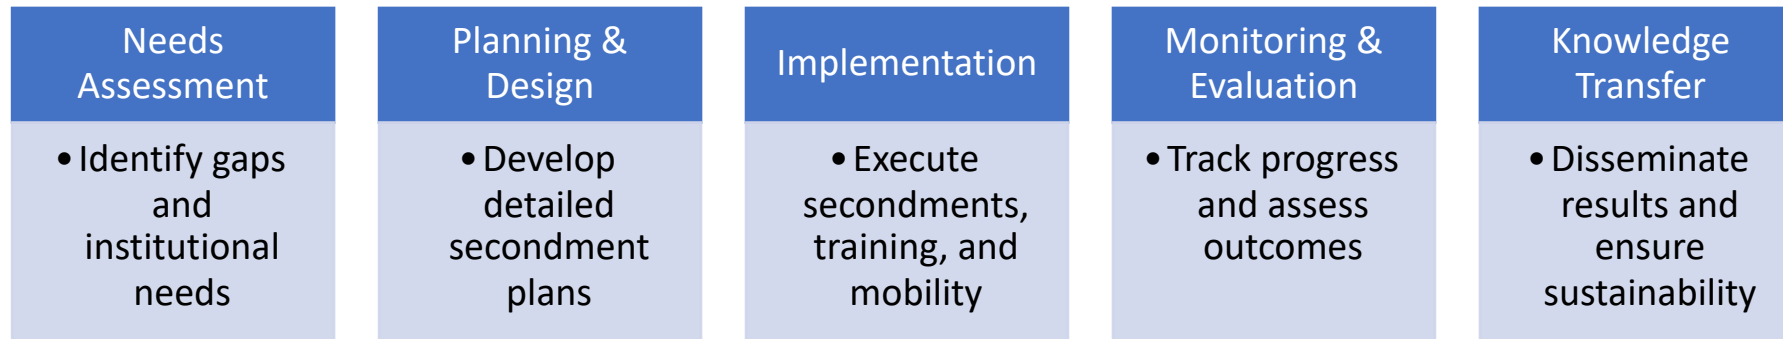 Needs
Assessment
• Identify gaps
and
institutional
needs
Planning &
Design
• Develop
detailed
secondment
plans
Implementation
• Execute
secondments,
training, and
mobility
Monitoring &
Evaluation
• Track progress
and assess
outcomes
Knowledge
Transfer
• Disseminate
results and
ensure
sustainability